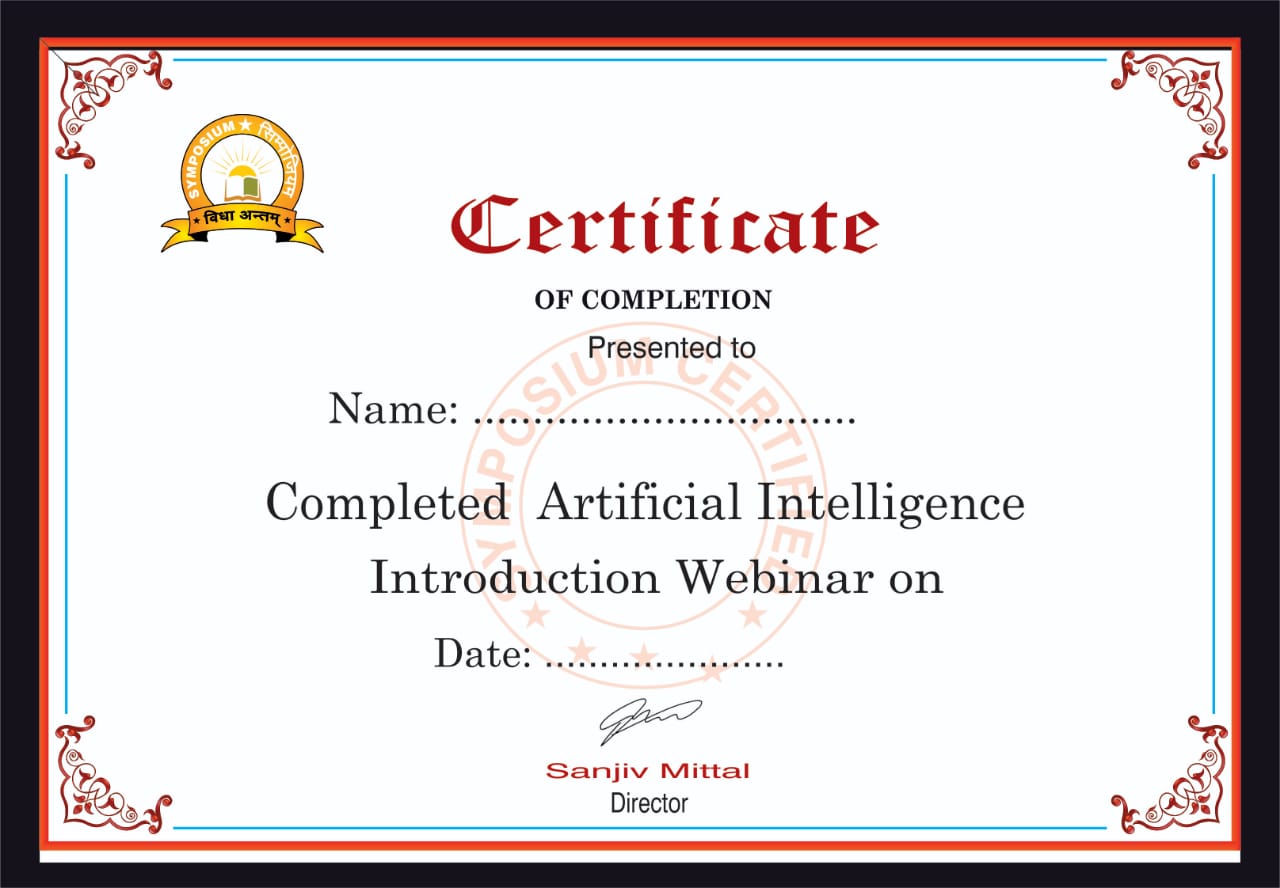 SYMPOSIUM ★ सिम्पोजियम
★ विधा अन्तम् ★
Certificate
OF COMPLETION
Presented to
SYMPOSIUM CERTIFIED
Name: ................................
Completed Artificial Intelligence
Introduction Webinar on
Date: ......................
Sanjiv Mittal
Director